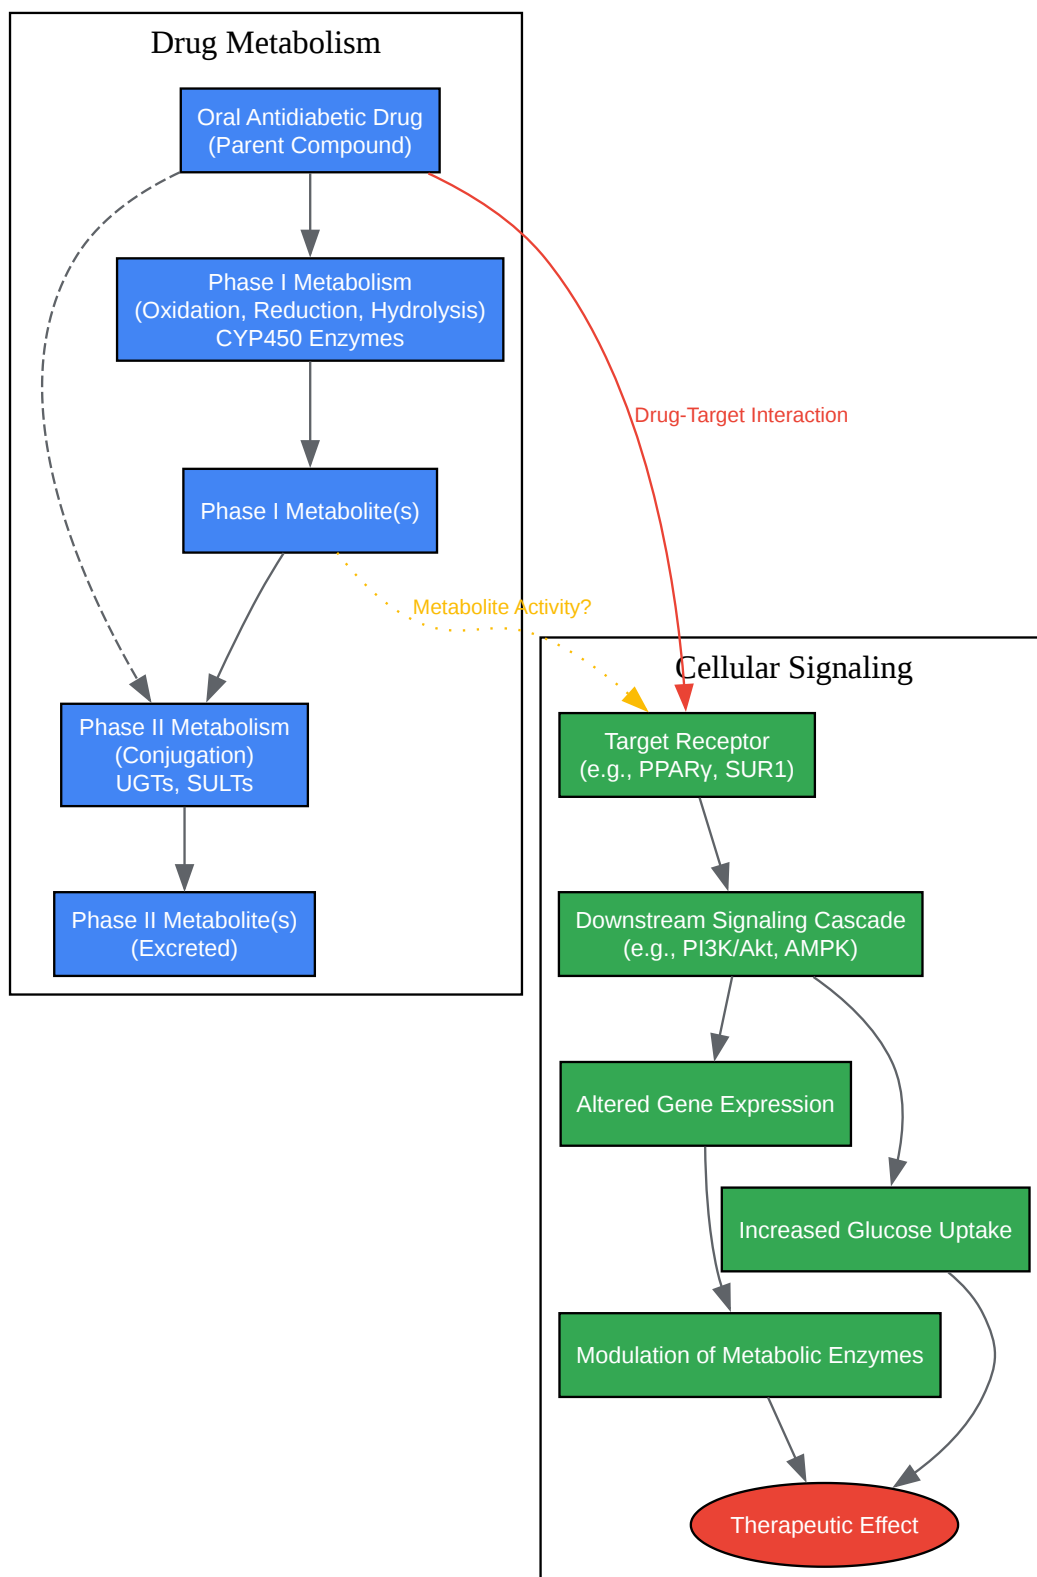 Drug Metabolism
Oral Antidiabetic Drug
(Parent Compound)
Phase I Metabolism
(Oxidation, Reduction, Hydrolysis)
CYP450 Enzymes
Drug-Target Interaction
Phase I Metabolite(s)
Metabolite Activity?
Cellular Signaling
Phase II Metabolism
(Conjugation)
UGTs, SULTs
Target Receptor
(e.g., PPARγ, SUR1)
Phase II Metabolite(s)
(Excreted)
Downstream Signaling Cascade
(e.g., PI3K/Akt, AMPK)
Altered Gene Expression
Increased Glucose Uptake
Modulation of Metabolic Enzymes
Therapeutic Effect